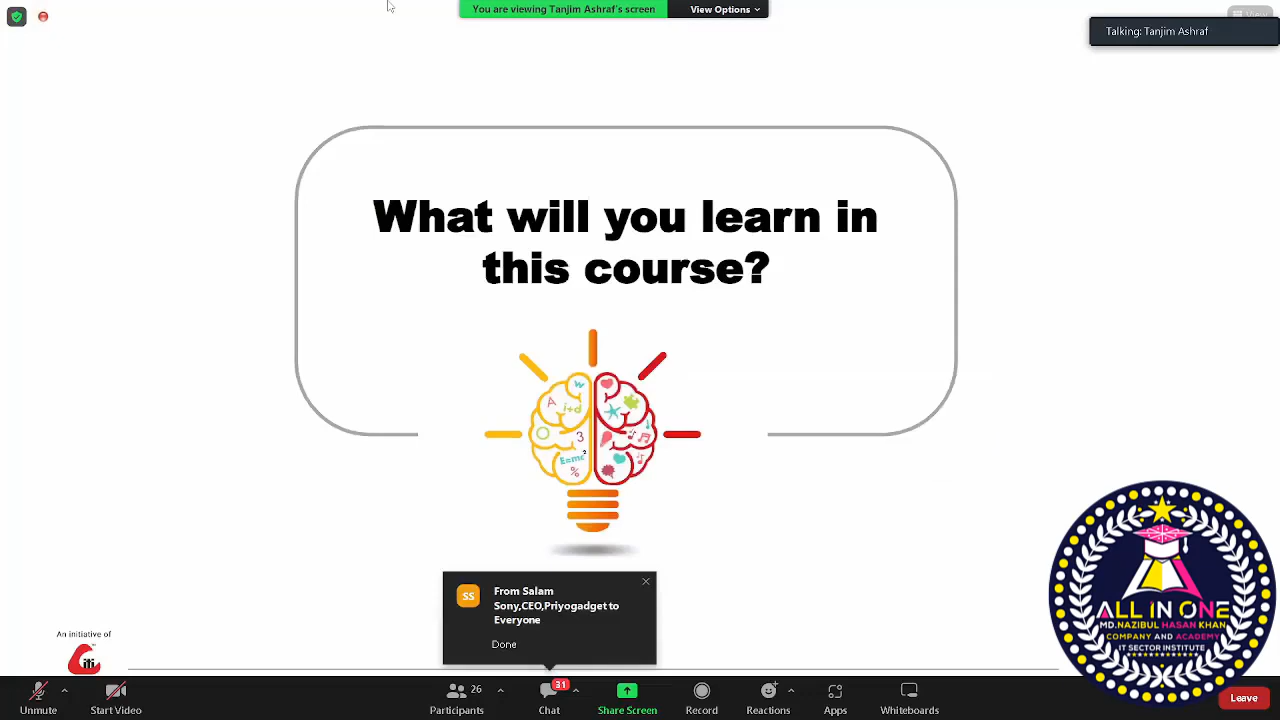 You are viewing Tanjim Ashraf's screen
View Options
View
Talking: Tanjim Ashraf
What will you learn in
this course?
W
A
i+d
3
E=mc²
%
From Salam
SS
Sony,CEO,Priyogadget to
Everyone
Done
An initiative of
ALL IN ONE
MD.NAZIBUL HASAN KHAN
COMPANY AND ACADEMY
IT SECTOR INSTITUTE
Unmute
Start Video
26
Participants
31
Chat
Share Screen
Record
Reactions
Apps
Whiteboards
Leave